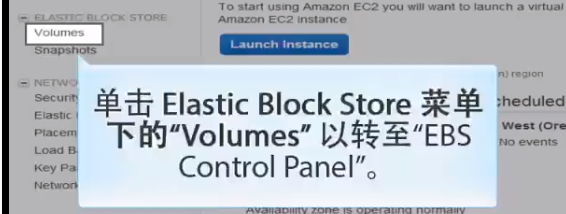 To start using Amazon EC2 you will want to launch a virtual
Amazon EC2 instance
ELASTIC BLOCK STORE
Volumes
Snapshots
Launch Instance
NETWO
Securit
Elastic
Placem
Load B
Key Pa
Network
n) region
cheduled
West (Ore
No events
单击 Elastic Block Store 菜单
下的“Volumes” 以转至“EBS
Control Panel”。
Availability zone is operating normally